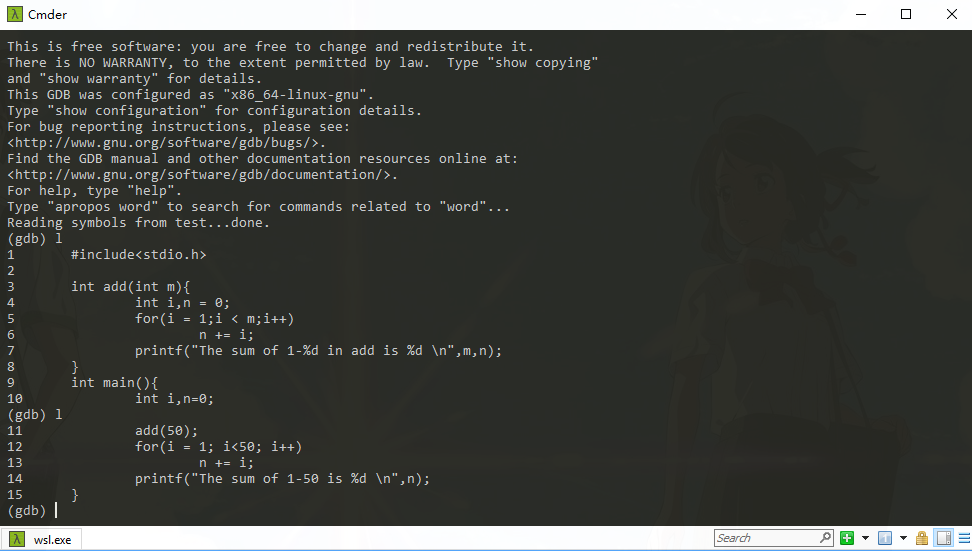 Cmder
This is free software: you are free to change and redistribute it.
There is NO WARRANTY, to the extent permitted by law.  Type "show copying"
and "show warranty" for details.
This GDB was configured as "x86_64-linux-gnu".
Type "show configuration" for configuration details.
For bug reporting instructions, please see:
<http://www.gnu.org/software/gdb/bugs/>.
Find the GDB manual and other documentation resources online at:
<http://www.gnu.org/software/gdb/documentation/>.
For help, type "help".
Type "apropos word" to search for commands related to "word"...
Reading symbols from test...done.
(gdb) l
1       #include<stdio.h>
2
3       int add(int m){
4               int i,n = 0;
5               for(i = 1;i < m;i++)
6                       n += i;
7               printf("The sum of 1-%d in add is %d \n",m,n);
8       }
9       int main(){
10              int i,n=0;
(gdb) l
11              add(50);
12              for(i = 1; i<50; i++)
13                      n += i;
14              printf("The sum of 1-50 is %d \n",n);
15      }
(gdb)
wsl.exe
Search